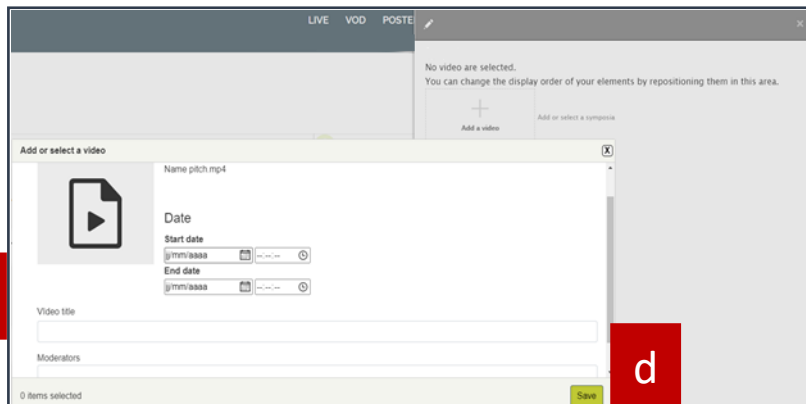 LIVE VOD POSTE
No video are selected.
You can change the display order of your elements by repositioning them in this area.
Add a video
Add or select a symposia
Add or select a video
X
Name pitch.mp4
Date
Start date
jj/mm/aaaa --:--:--
End date
jj/mm/aaaa --:--:--
Video title
Moderators
d
0 items selected
Save